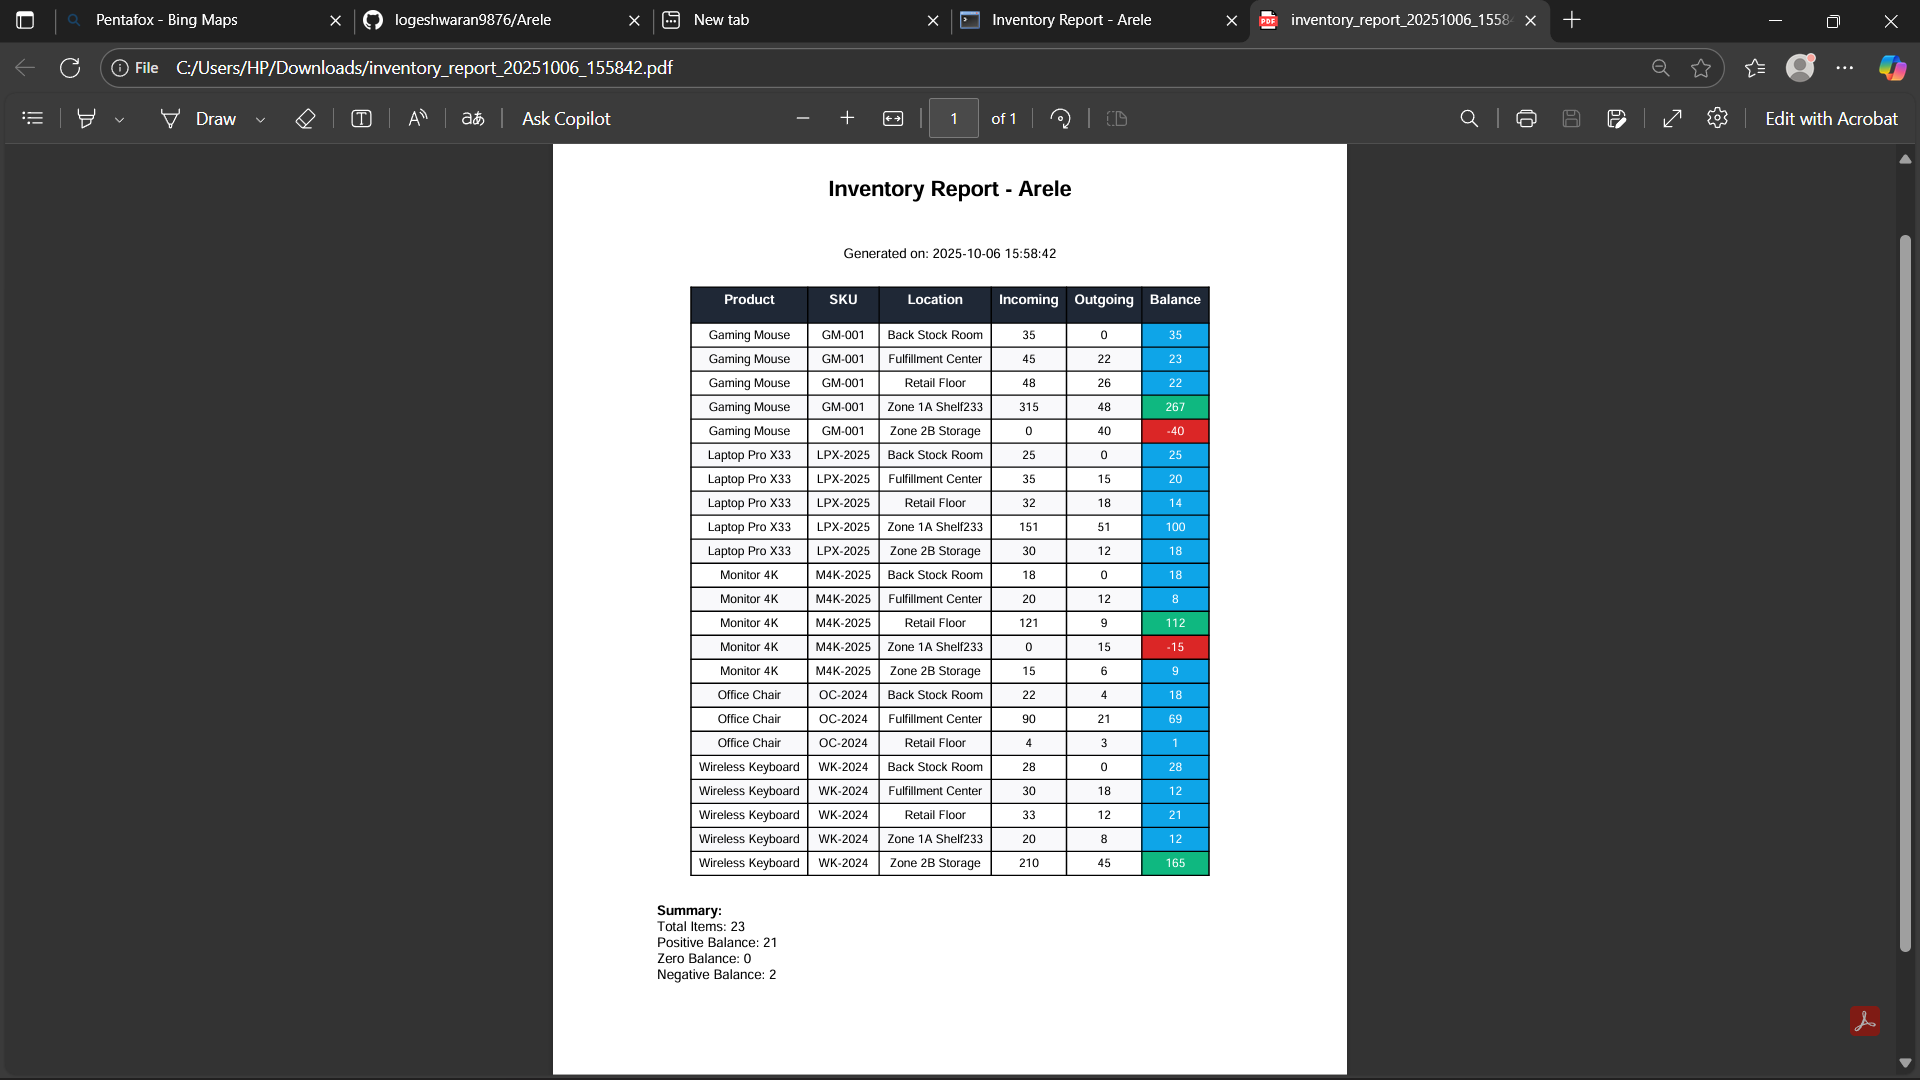 Pentafox - Bing Maps
logeshwaran9876/Arele
New tab
Inventory Report - Arele
inventory_report_20251006_1558
File C:/Users/HP/Downloads/inventory_report_20251006_155842.pdf
Draw
Ask Copilot
1 of 1
Edit with Acrobat
Inventory Report - Arele
Generated on: 2025-10-06 15:58:42
Product SKU Location Incoming Outgoing Balance
Gaming Mouse GM-001 Back Stock Room 35 0 35
Gaming Mouse GM-001 Fulfillment Center 45 22 23
Gaming Mouse GM-001 Retail Floor 48 26 22
Gaming Mouse GM-001 Zone 1A Shelf233 315 48 267
Gaming Mouse GM-001 Zone 2B Storage 0 40 -40
Laptop Pro X33 LPX-2025 Back Stock Room 25 0 25
Laptop Pro X33 LPX-2025 Fulfillment Center 35 15 20
Laptop Pro X33 LPX-2025 Retail Floor 32 18 14
Laptop Pro X33 LPX-2025 Zone 1A Shelf233 151 51 100
Laptop Pro X33 LPX-2025 Zone 2B Storage 30 12 18
Monitor 4K M4K-2025 Back Stock Room 18 0 18
Monitor 4K M4K-2025 Fulfillment Center 20 12 8
Monitor 4K M4K-2025 Retail Floor 121 9 112
Monitor 4K M4K-2025 Zone 1A Shelf233 0 15 -15
Monitor 4K M4K-2025 Zone 2B Storage 15 6 9
Office Chair OC-2024 Back Stock Room 22 4 18
Office Chair OC-2024 Fulfillment Center 90 21 69
Office Chair OC-2024 Retail Floor 4 3 1
Wireless Keyboard WK-2024 Back Stock Room 28 0 28
Wireless Keyboard WK-2024 Fulfillment Center 30 18 12
Wireless Keyboard WK-2024 Retail Floor 33 12 21
Wireless Keyboard WK-2024 Zone 1A Shelf233 20 8 12
Wireless Keyboard WK-2024 Zone 2B Storage 210 45 165
Summary:
Total Items: 23
Positive Balance: 21
Zero Balance: 0
Negative Balance: 2